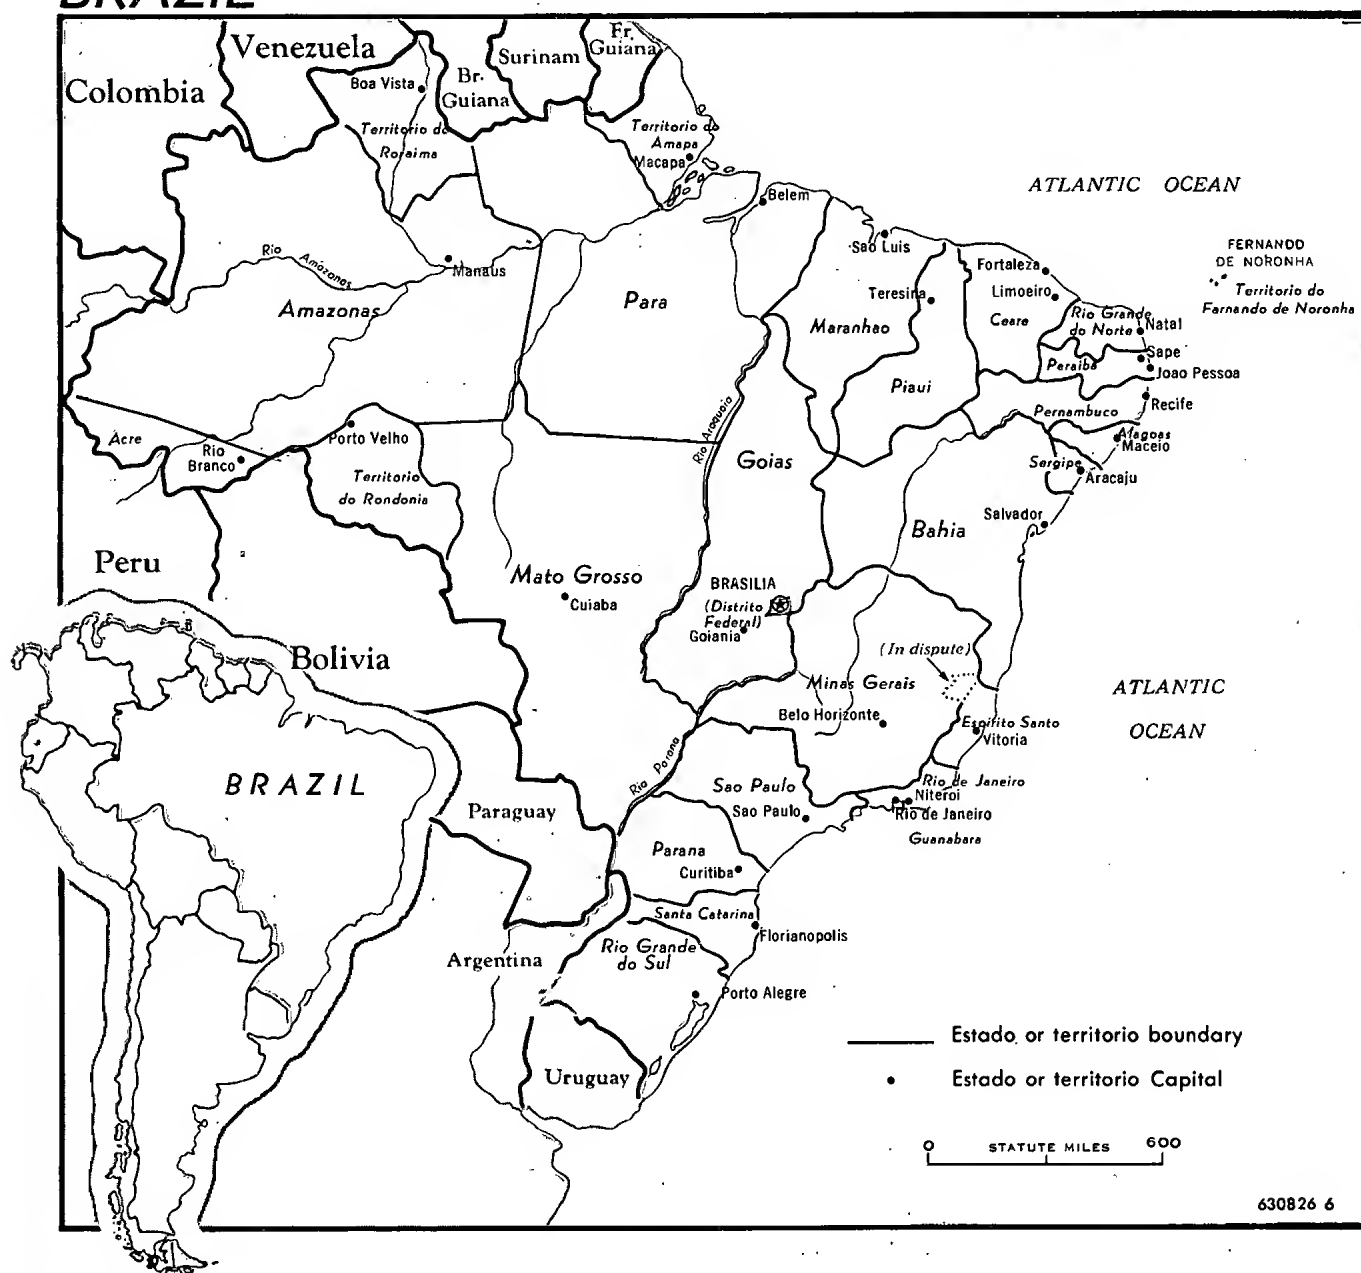 BRAZIL
Colombia
Venezuela
Br.
Guiana
Surinam
Fr.
Guiana
Boa Vista
Territorio do
Roraima
Territorio do
Amapa
Macapa
Belem
ATLANTIC OCEAN
Sao Luis
FERNANDO
DE NORONHA
Territorio do
Farnando de Noronha
Rio Amazonas
Manaus
Amazonas
Para
Fortaleza
Limoeiro
Ceare
Teresina
Maranhao
Rio Grande
do Norte
Natal
Sape
Peraiba
Joao Pessoa
Piaui
Recife
Pernambuco
Alagoas
Maceio
Sergipe
Aracaju
Acre
Rio
Branco
Porto Velho
Territorio
do Rondonia
Rio Araguaia
Goias
Salvador
Bahia
Peru
Mato Grosso
Cuiaba
BRASILIA
(Distrito
Federal)
Goiania
Bolivia
(In dispute)
Minas Gerais
Belo Horizonte
Espirito Santo
Vitoria
ATLANTIC
OCEAN
BRAZIL
Paraguay
Rio Parana
Sao Paulo
Sao Paulo
Rio de Janeiro
Niteroi
Rio de Janeiro
Guanabara
Parana
Curitiba
Santa Catarina
Florianopolis
Argentina
Rio Grande
do Sul
Porto Alegre
Uruguay
Estado or territorio boundary
Estado or territorio Capital
0 STATUTE MILES 600
630826 6